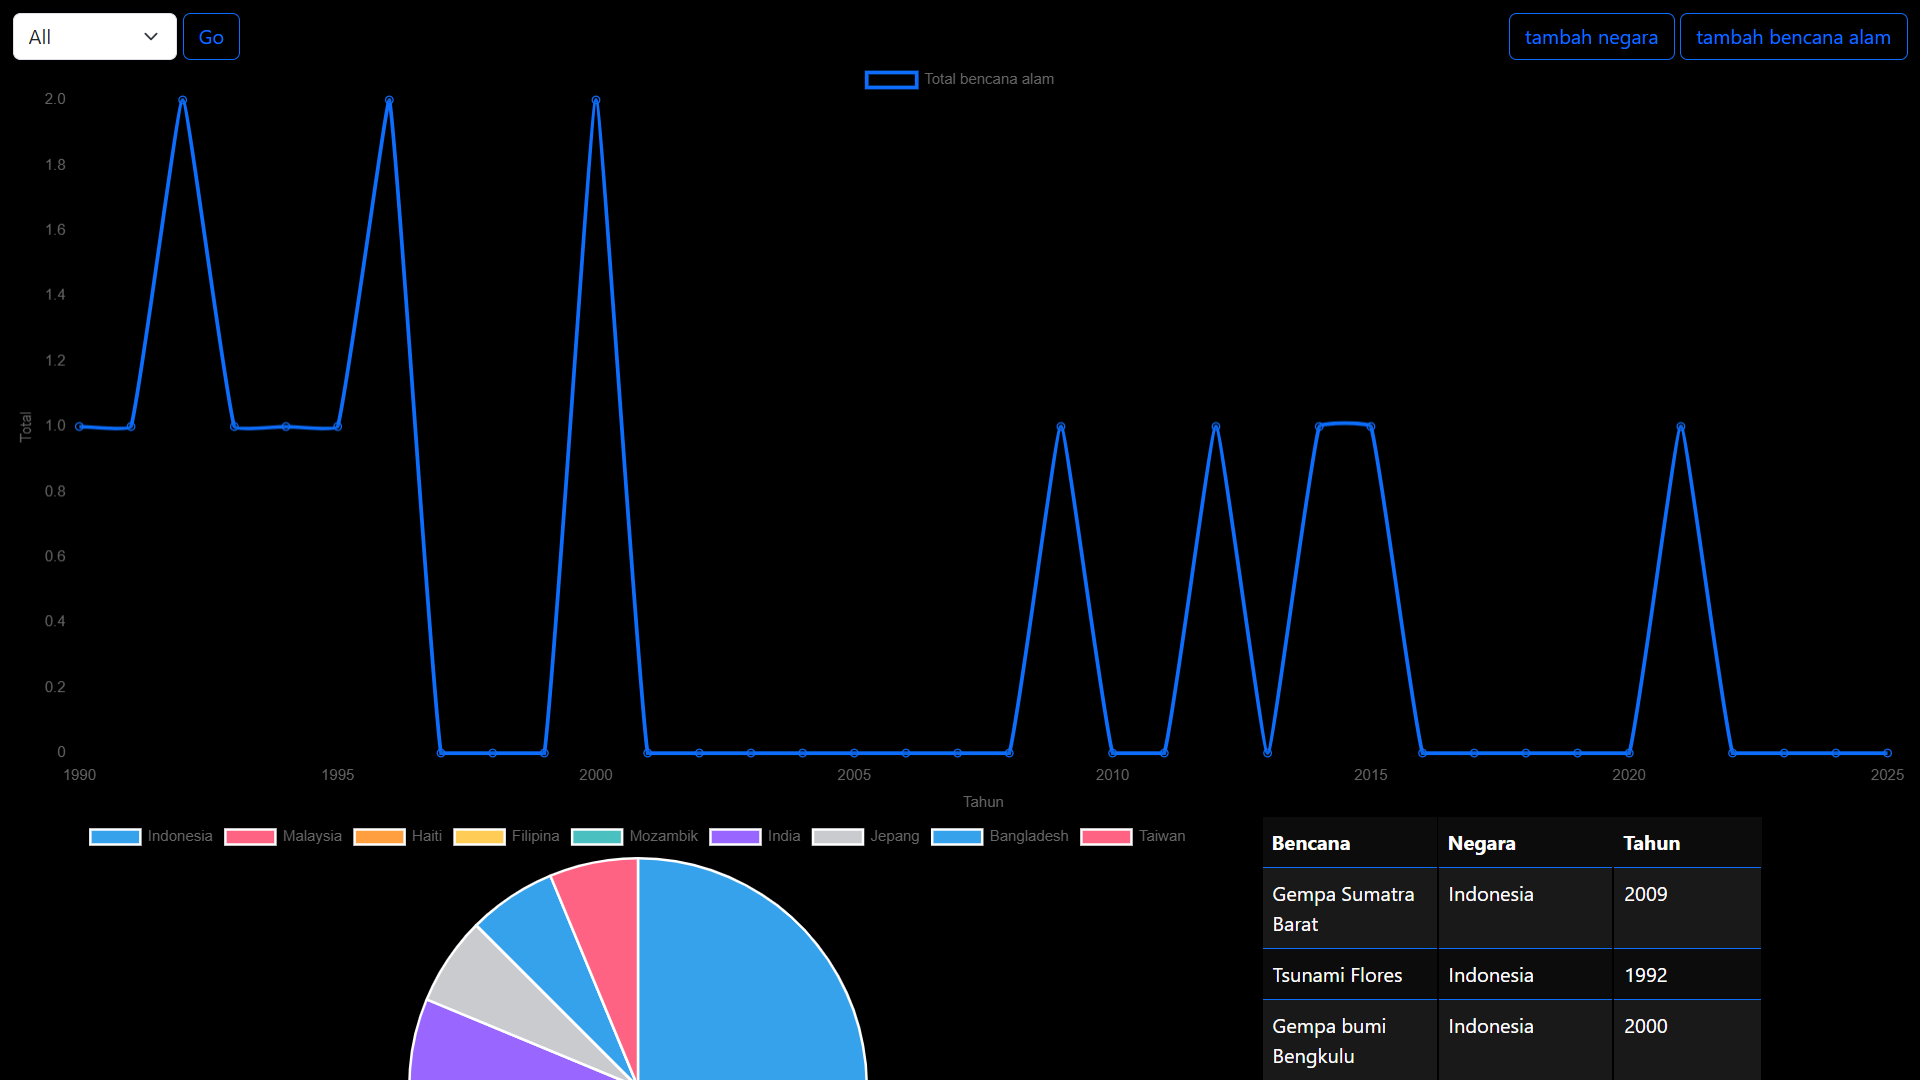 All
Go
tambah negara
tambah bencana alam
Total bencana alam
2.0
1.8
1.6
1.4
1.2
1.0
0.8
0.6
0.4
0.2
0
Total
1990 1995 2000 2005 2010 2015 2020 2025
Tahun
Indonesia Malaysia Haiti Filipina Mozambik India Jepang Bangladesh Taiwan
Bencana Negara Tahun
Gempa Sumatra Barat Indonesia 2009
Tsunami Flores Indonesia 1992
Gempa bumi Bengkulu Indonesia 2000